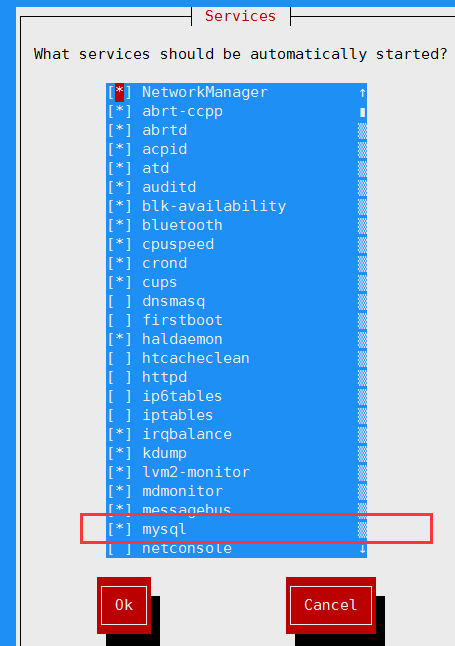 Services
What services should be automatically started?
[*] NetworkManager ↑
[*] abrt-ccpp
[*] abrtd
[*] acpid
[*] atd
[*] auditd
[*] blk-availability
[*] bluetooth
[*] cpuspeed
[*] crond
[*] cups
[ ] dnsmasq
[ ] firstboot
[*] haldaemon
[ ] htcacheclean
[ ] httpd
[ ] ip6tables
[ ] iptables
[*] irqbalance
[*] kdump
[*] lvm2-monitor
[*] mdmonitor
[*] messagebus
[*] mysql
[ ] netconsole ↓
Ok Cancel